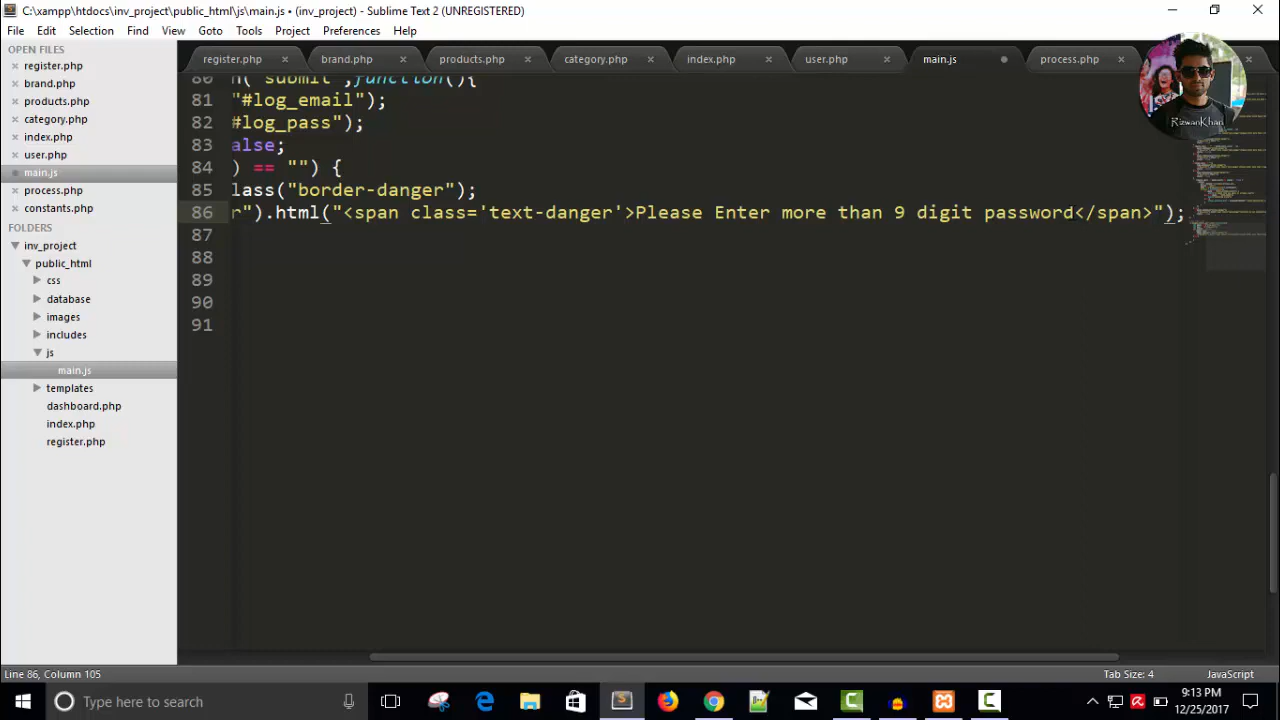 C:\xampp\htdocs\inv_project\public_html\js\main.js • (inv_project) - Sublime Text 2 (UNREGISTERED)
File Edit Selection Find View Goto Tools Project Preferences Help
OPEN FILES
register.php
brand.php
products.php
category.php
index.php
user.php
main.js
process.php
constants.php
FOLDERS
inv_project
public_html
css
database
images
includes
js
main.js
templates
dashboard.php
index.php
register.php
register.php brand.php products.php category.php index.php user.php main.js process.php
RizwanKhan
80 n("submit",function(){
81 "#log_email");
82 #log_pass");
83 alse;
84 ) == "") {
85 lass("border-danger");
86 r").html("<span class='text-danger'>Please Enter more than 9 digit password</span>");
87
88
89
90
91
Line 86, Column 105 Tab Size: 4 JavaScript
Type here to search
9:13 PM
12/25/2017